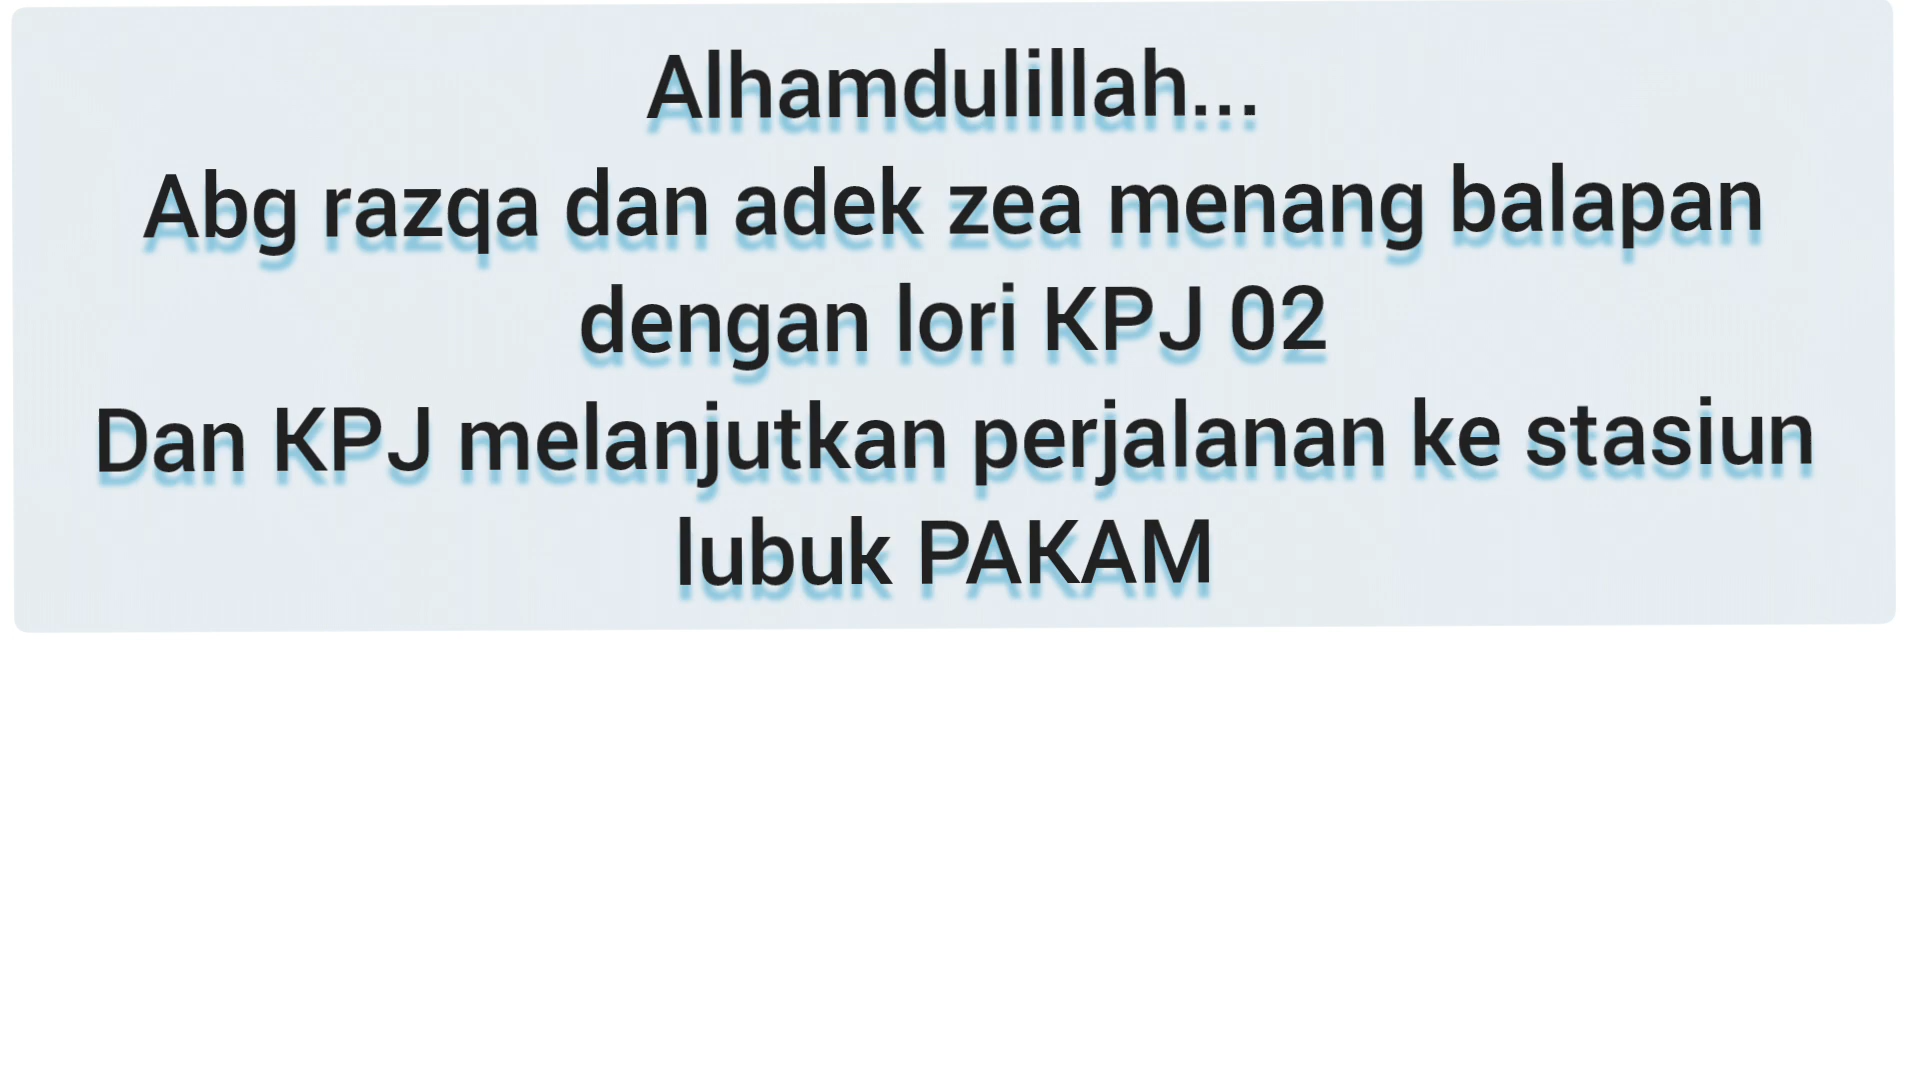 Alhamdulillah...
Abg razqa dan adek zea menang balapan
dengan lori KPJ 02
Dan KPJ melanjutkan perjalanan ke stasiun
lubuk PAKAM